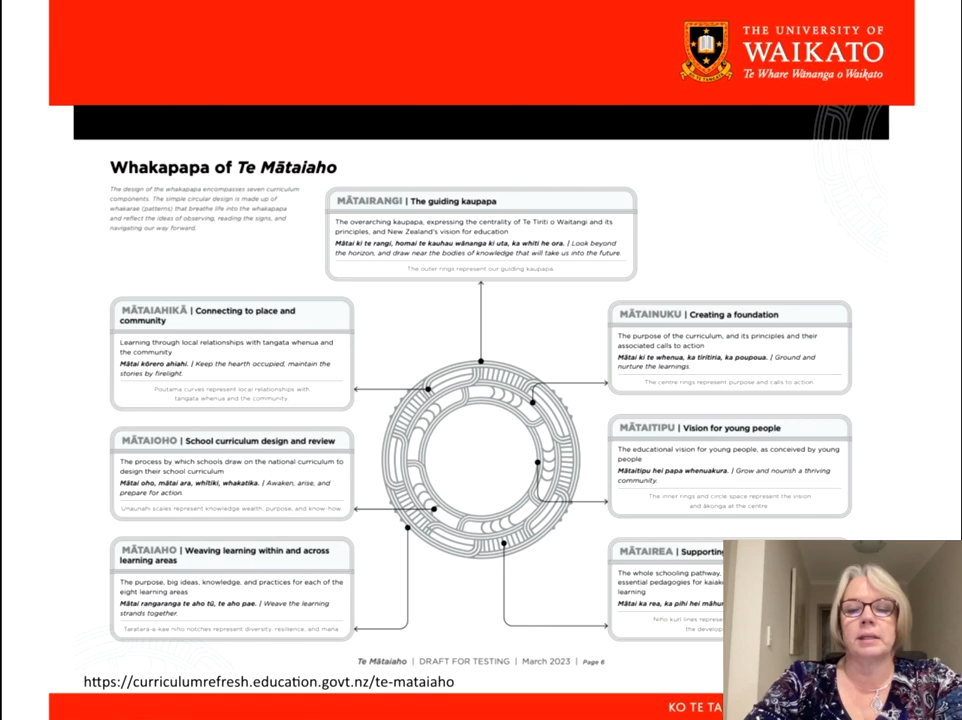 THE UNIVERSITY OF
WAIKATO
Te Whare Wānanga o Waikato
Whakapapa of Te Mātaiaho
The design of the whakapapa encompasses seven curriculum
components. The simple circular design is made up of
whakarae (patterns) that breathe life into the whakapapa
and reflect the ideas of observing, reading the signs, and
navigating our way forward.
MĀTAIRANGI | The guiding kaupapa
The overarching kaupapa, expressing the centrality of Te Tiriti o Waitangi and its
principles, and New Zealand's vision for education
Mātai ki te rangi, homai te kauhau wānanga ki uta, ka whiti he ora. | Look beyond
the horizon, and draw near the bodies of knowledge that will take us into the future.
The outer rings represent our guiding kaupapa
MĀTAIAHIKĀ | Connecting to place and
community
Learning through local relationships with tangata whenua and
the community
Mātai kōrero ahiahi. | Keep the hearth occupied, maintain the
stories by firelight.
Poutama curves represent local relationships with
tangata whenua and the community
MĀTAINUKU | Creating a foundation
The purpose of the curriculum, and its principles and their
associated calls to action
Mātai ki te whenua, ka tiritiria, ka poupoua. | Ground and
nurture the learnings.
The centre rings represent purpose and calls to action
MĀTAIOHO | School curriculum design and review
The process by which schools draw on the national curriculum to
design their school curriculum
Mātai oho, mātai ara, whītiki, whakatika. | Awaken, arise, and
prepare for action.
Unaunahi scales represent knowledge wealth, purpose, and know-how
MĀTAITIPU | Vision for young people
The educational vision for young people, as conceived by young
people
Mātaitipu hei papa whenuakura. | Grow and nourish a thriving
community.
The inner rings and circle space represent the vision
and ākonga at the centre
MĀTAIAHO | Weaving learning within and across
learning areas
The purpose, big ideas, knowledge, and practices for each of the
eight learning areas
Mātai rangaranga te aho tū, te aho pae. | Weave the learning
strands together.
Taratara-a-kae niho notches represent diversity, resilience, and mana
MĀTAIREA | Supporting
The whole schooling pathway,
essential pedagogies for kaiako
learning
Mātai ka rea, ka pihi hei māhu
Niho kurl lines
the
Te Mātaiaho | DRAFT FOR TESTING | March 2023 | Page 6
https://curriculumrefresh.education.govt.nz/te-mataiaho
KO TE TA